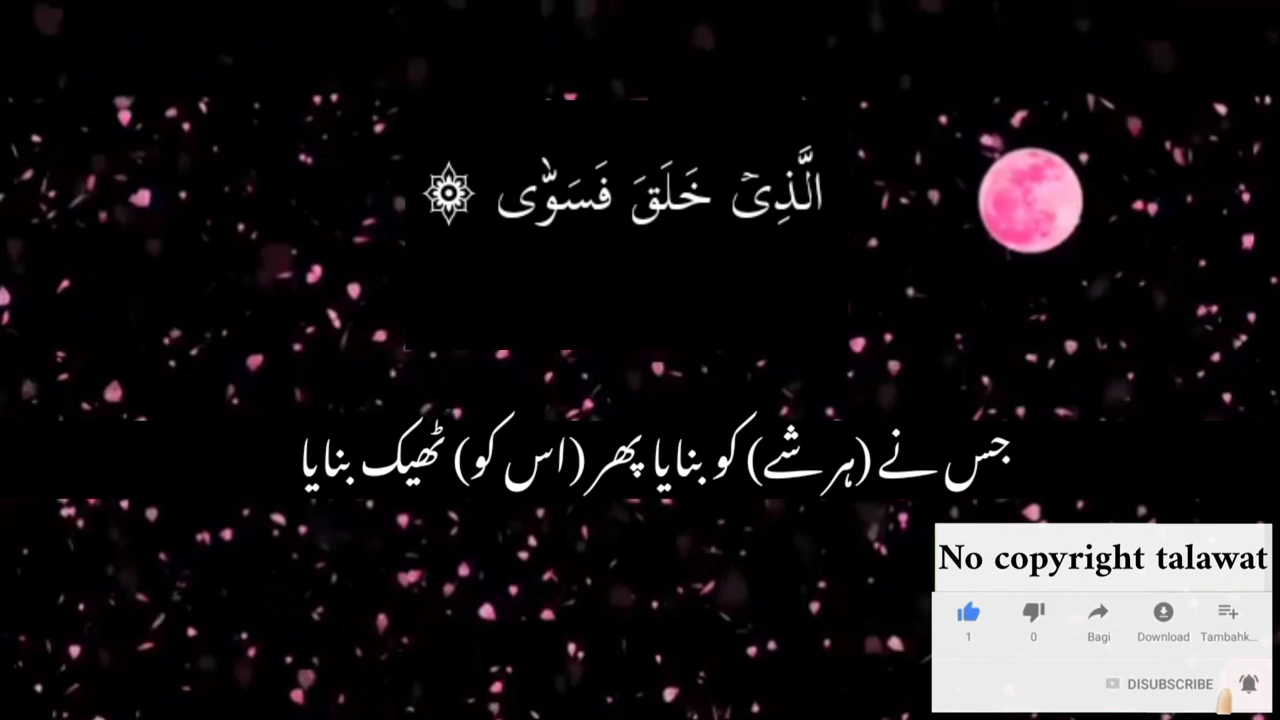 الَّذِیْ خَلَقَ فَسَوّٰی
جس نے (ہر شے) کو بنایا پھر (اس کو) ٹھیک بنایا
No copyright talawat
1 0 Bagi Download Tambahk...
DISUBSCRIBE